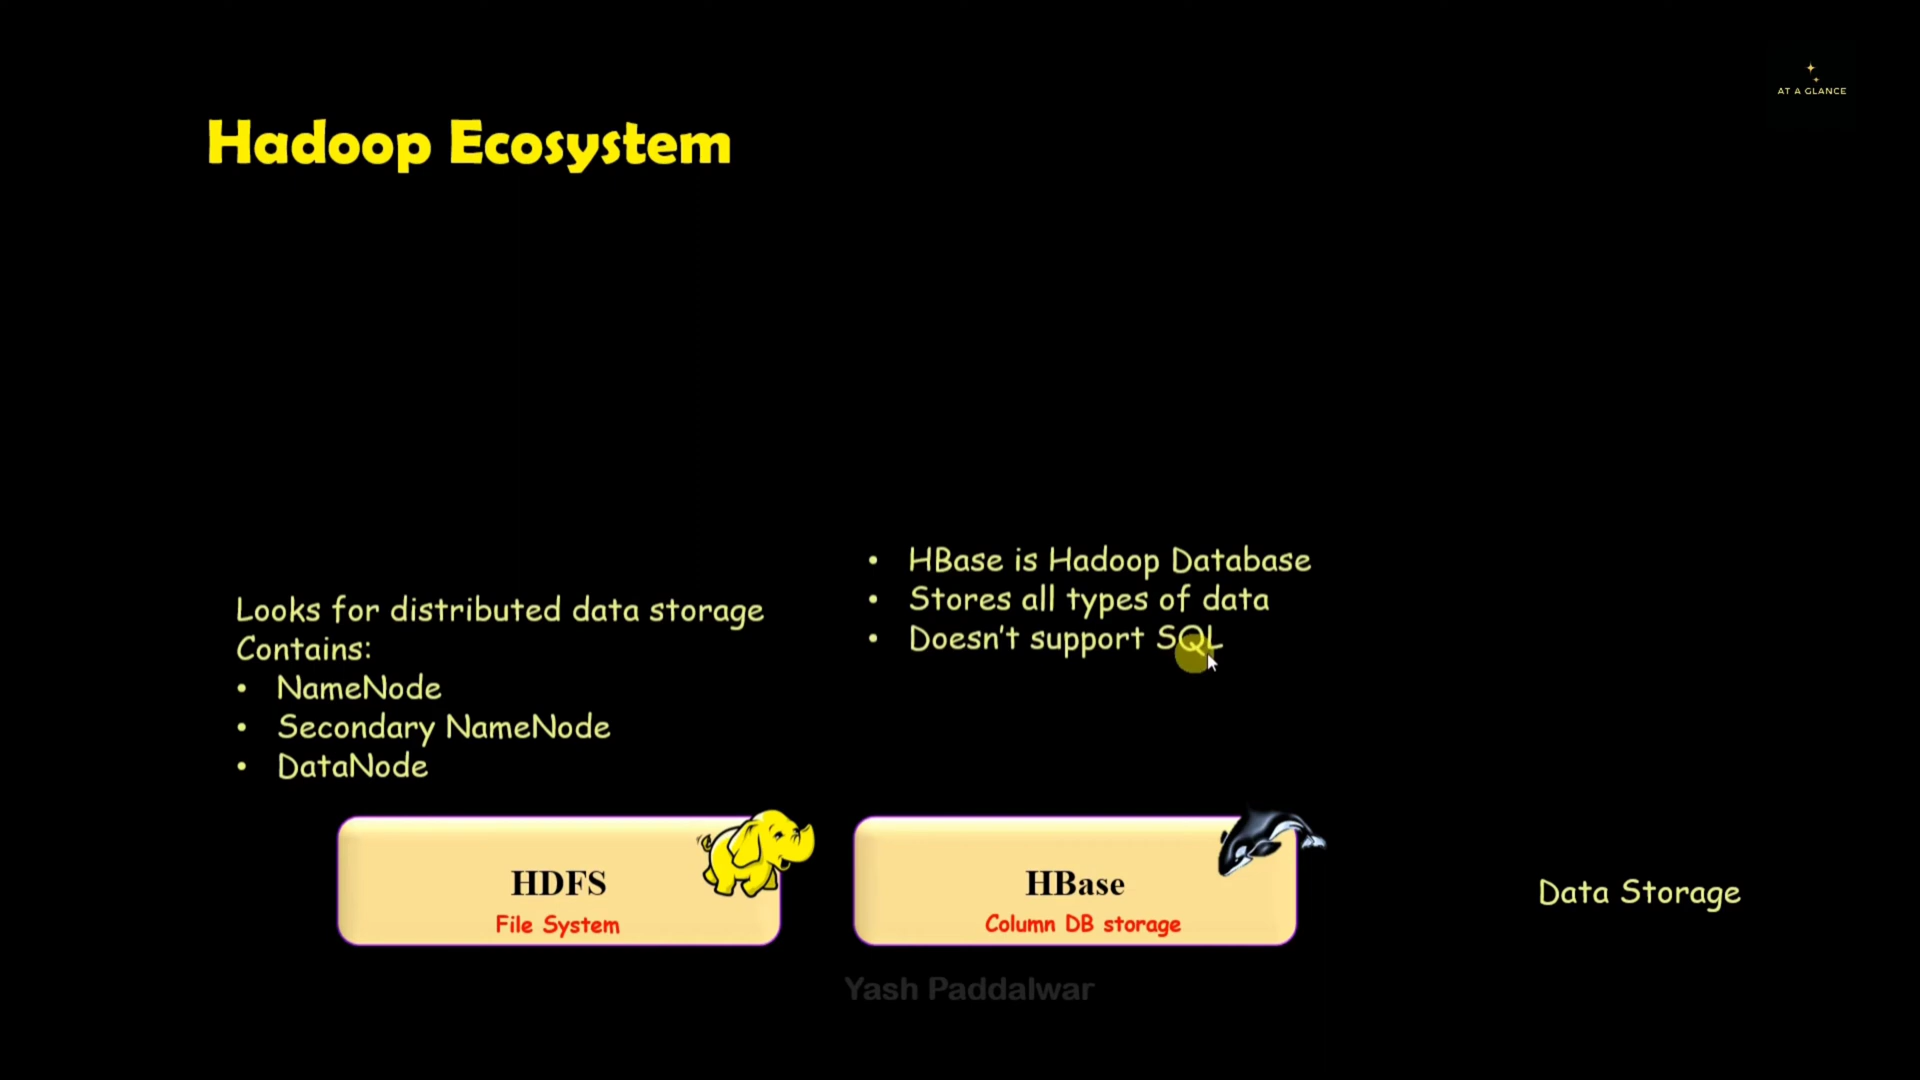 AT A GLANCE
Hadoop Ecosystem
Looks for distributed data storage
Contains:
• NameNode
• Secondary NameNode
• DataNode
• HBase is Hadoop Database
• Stores all types of data
• Doesn't support SQL
HDFS
File System
HBase
Column DB storage
Data Storage
Yash Paddalwar